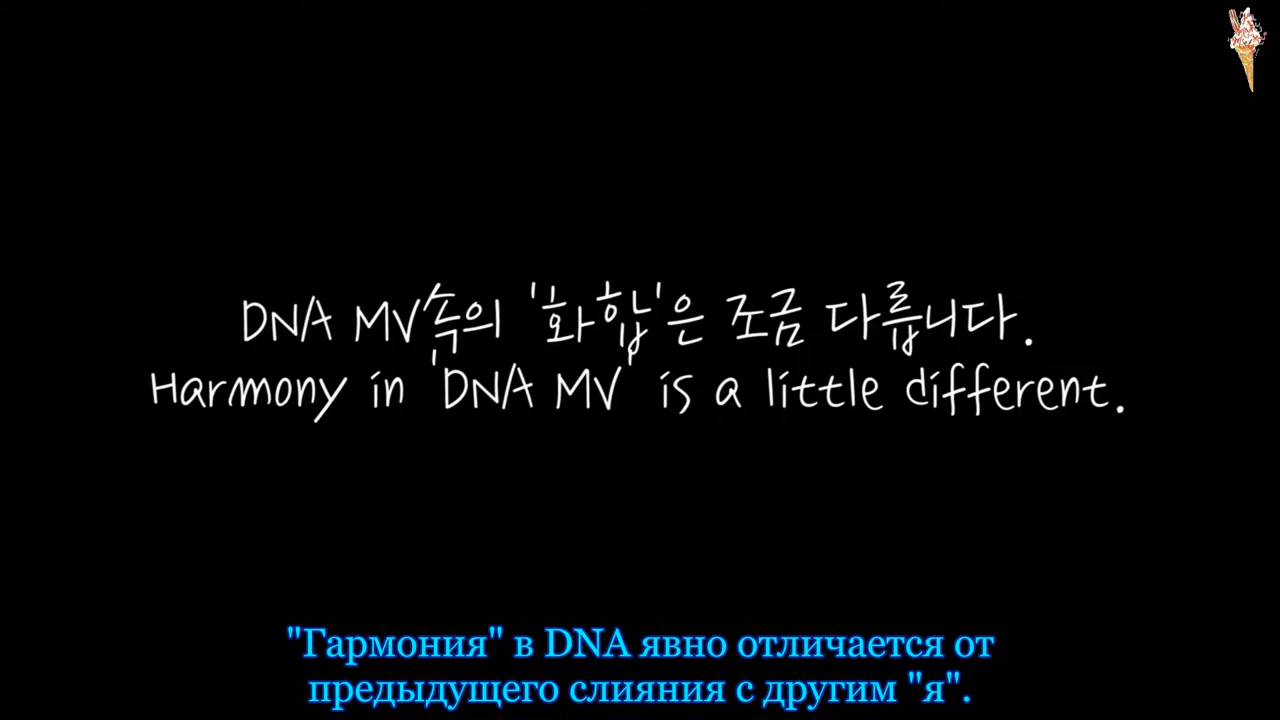 DNA MV속의 '화합'은 조금 다릅니다.
Harmony in 'DNA MV' is a little different.
"Гармония" в DNA явно отличается от
предыдущего слияния с другим "я".